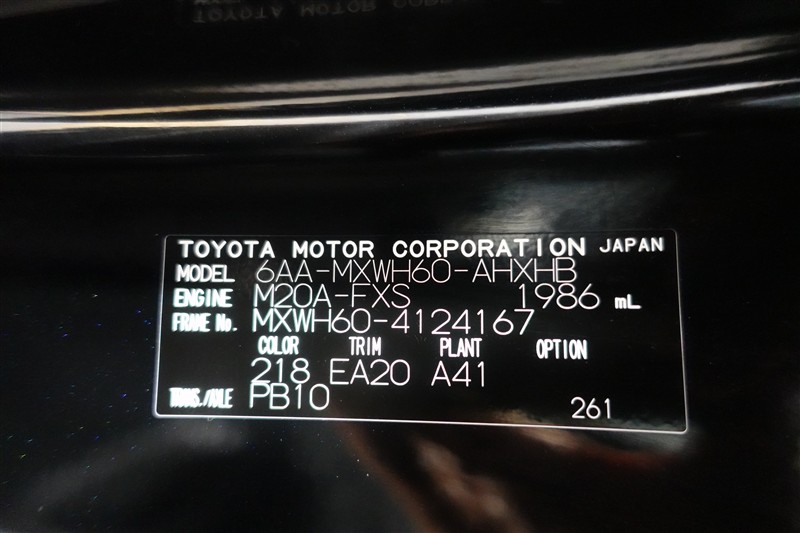 TOYOTA MOTOR CORPORATION JAPAN
MODEL 6AA-MXWH60-AHXHB
ENGINE M20A-FXS 1986 mL
FRAME No. MXWH60-4124167
COLOR TRIM PLANT OPTION
218 EA20 A41
TRANS./AXLE PB10
261